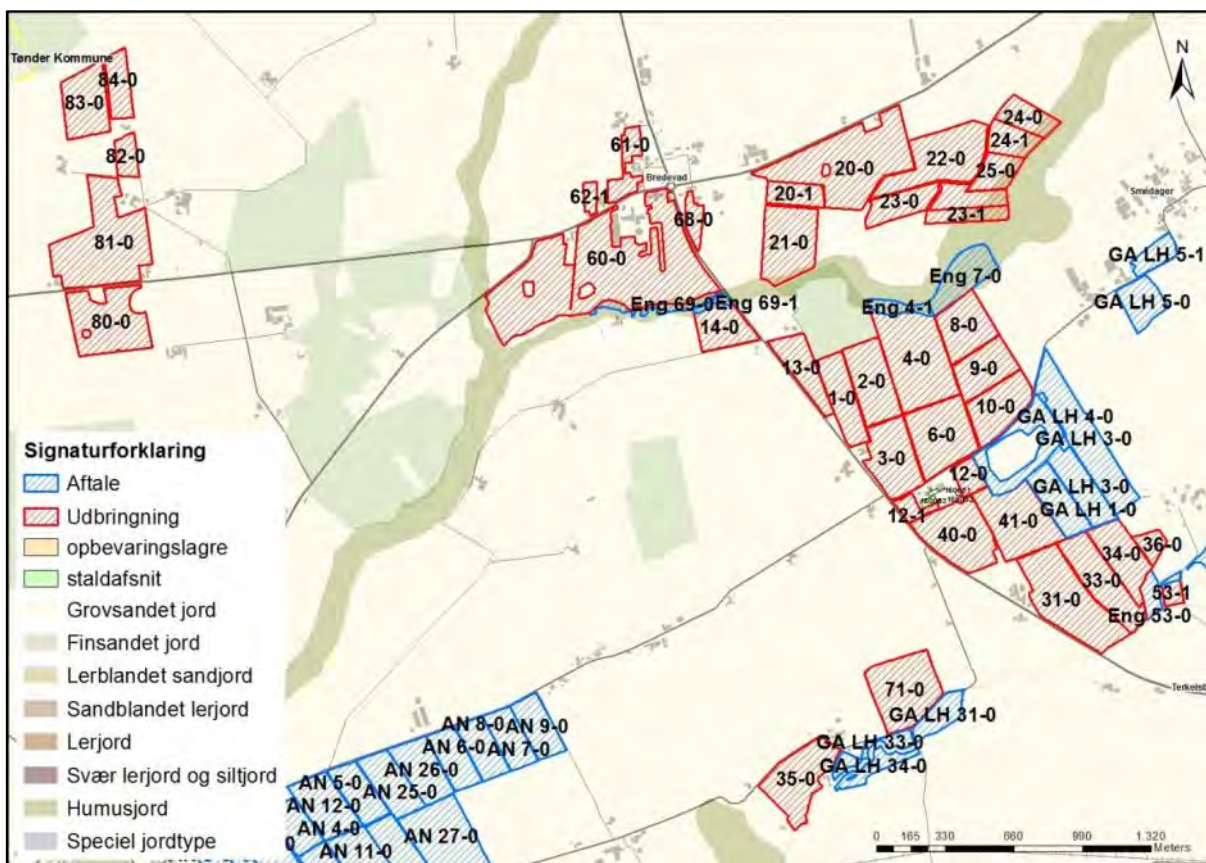 Tønder Kommune
N
84-0
83-0
82-0
81-0
80-0
61-0
Bredevad
62-1
60-0
68-0
20-0
20-1
21-0
22-0
23-0
23-1
24-0
24-1
25-0
Smedager
GA LH 5-1
GA LH 5-0
Eng 7-0
Eng 69-0
Eng 69-1
Eng 4-1
14-0
13-0
8-0
4-0
2-0
1-0
9-0
10-0
6-0
3-0
GA LH 4-0
GA LH 3-0
12-0
GA LH 3-0
GA LH 1-0
12-1
40-0
41-0
34-0
36-0
33-0
31-0
53-1
Eng 53-0
71-0
GA LH 31-0
GA LH 33-0
GA LH 34-0
35-0
AN 8-0
AN 9-0
AN 6-0
AN 7-0
AN 26-0
AN 5-0
AN 25-0
AN 12-0
AN 4-0
AN 27-0
AN 11-0
0
Signaturforklaring
Aftale
Udbringning
opbevaringslagre
staldafsnit
Grovsandet jord
Finsandet jord
Lerblandet sandjord
Sandblandet lerjord
Lerjord
Svær lerjord og siltjord
Humusjord
Speciel jordtype
0 165 330 660 990 1.320
Meters